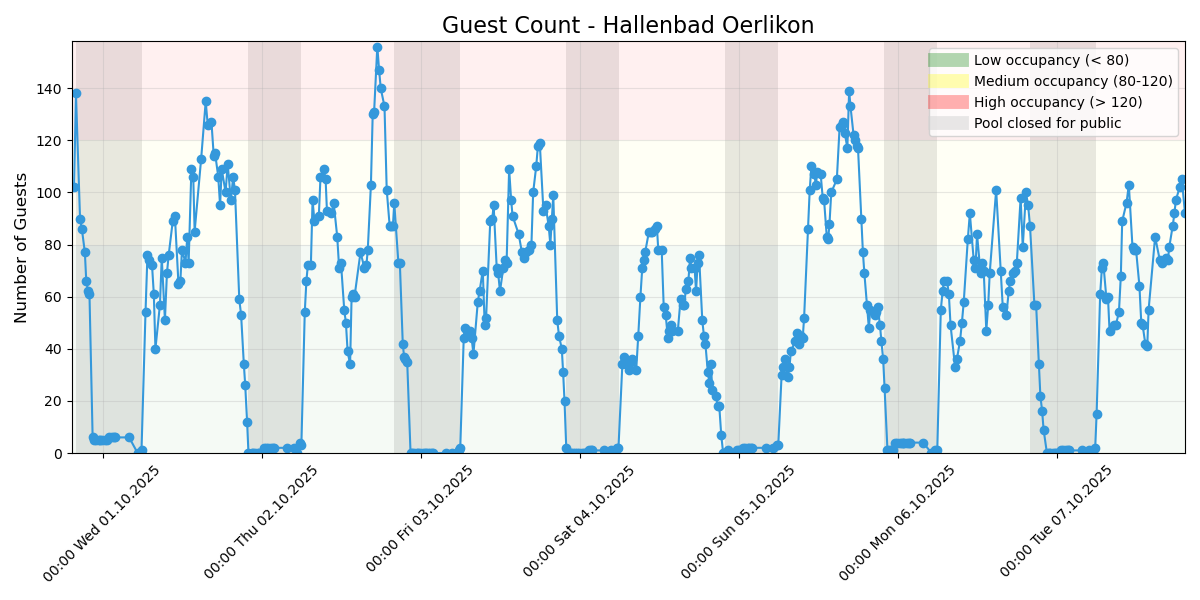 Guest Count - Hallenbad Oerlikon
Number of Guests
140
120
100
80
60
40
20
0
Low occupancy (< 80)
Medium occupancy (80-120)
High occupancy (> 120)
Pool closed for public
00:00 Wed 01.10.2025
00:00 Thu 02.10.2025
00:00 Fri 03.10.2025
00:00 Sat 04.10.2025
00:00 Sun 05.10.2025
00:00 Mon 06.10.2025
00:00 Tue 07.10.2025